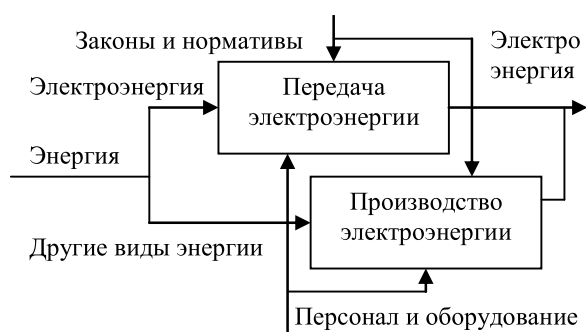 Законы и нормативы
Электро
энергия
Электроэнергия
Передача
электроэнергии
Энергия
Производство
электроэнергии
Другие виды энергии
Персонал и оборудование